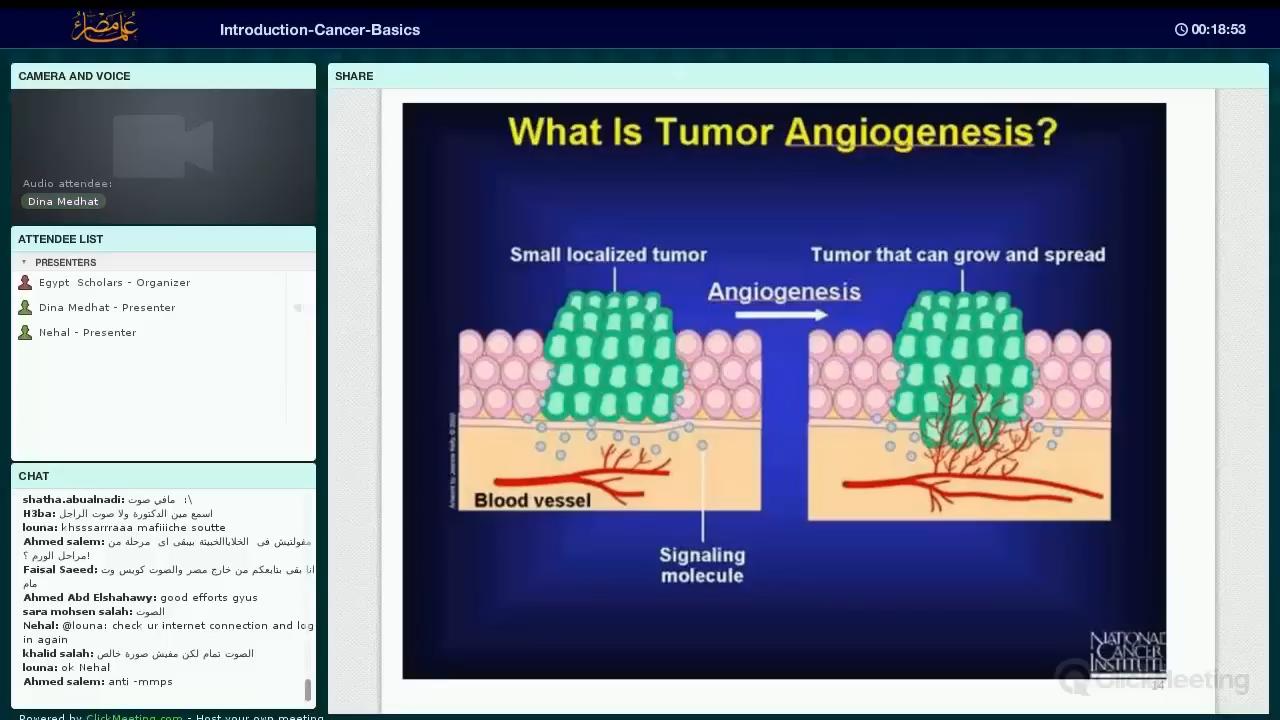 علماء مصر
Introduction-Cancer-Basics
00:18:53
CAMERA AND VOICE
Audio attendee:
Dina Medhat
ATTENDEE LIST
PRESENTERS
Egypt Scholars - Organizer
Dina Medhat - Presenter
Nehal - Presenter
CHAT
shatha.abualnadi: مافي صوت :\
H3ba: اسمع مين الدكتورة ولا صوت الراجل
louna: khsssarrraaa mafiiiche soutte
Ahmed salem: مقولتيش فى الخلاياالخبيثة بيبقى اى مرحلة من
مراحل الورم ؟!
Faisal Saeed: انا بقى بتابعكم من خارج مصر والصوت كويس وت
مام
Ahmed Abd Elshahawy: good efforts gyus
sara mohsen salah: الصوت
Nehal: @louna: check ur internet connection and log
in again
khalid salah: الصوت تمام لكن مفيش صورة خالص
louna: ok Nehal
Ahmed salem: anti -mmps
Powered by ClickMeeting.com - Host your own meeting
SHARE
What Is Tumor Angiogenesis?
Small localized tumor
Tumor that can grow and spread
Angiogenesis
Blood vessel
Signaling
molecule
NATIONAL
CANCER
INSTITUTE
ClickMeeting
14